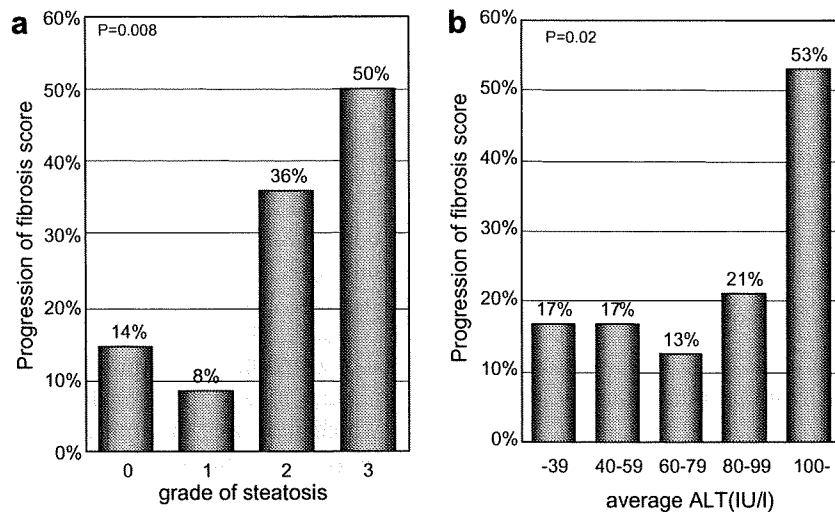 a
P=0.008
60%
50%
40%
30%
20%
10%
0%
Progression of fibrosis score
14%
8%
36%
50%
0 1 2 3
grade of steatosis
b
P=0.02
60%
50%
40%
30%
20%
10%
0%
Progression of fibrosis score
17%
17%
13%
21%
53%
-39 40-59 60-79 80-99 100-
average ALT(IU/l)